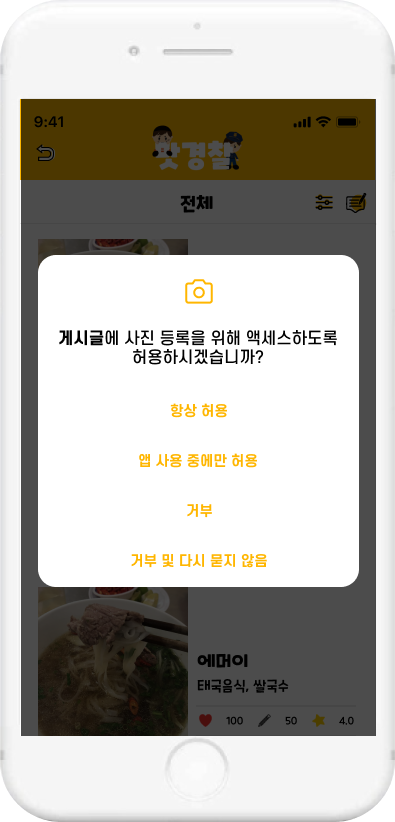 9:41
맛경찰
전체
게시글에 사진 등록을 위해 액세스하도록
허용하시겠습니까?
항상 허용
앱 사용 중에만 허용
거부
거부 및 다시 묻지 않음
에머이
태국음식, 쌀국수
100 50 4.0